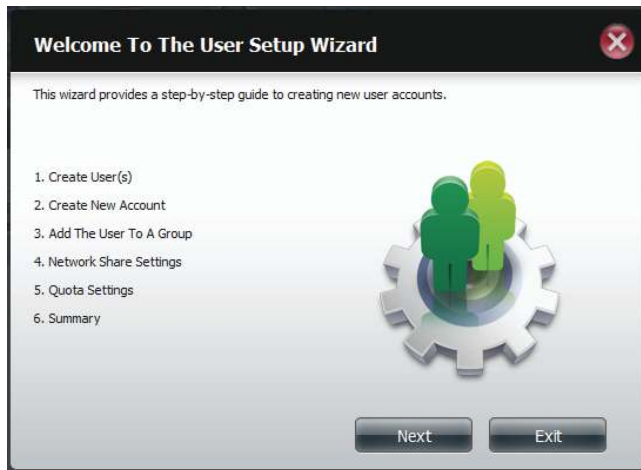 Welcome To The User Setup Wizard
This wizard provides a step-by-step guide to creating new user accounts.
1. Create User(s)
2. Create New Account
3. Add The User To A Group
4. Network Share Settings
5. Quota Settings
6. Summary
Next Exit